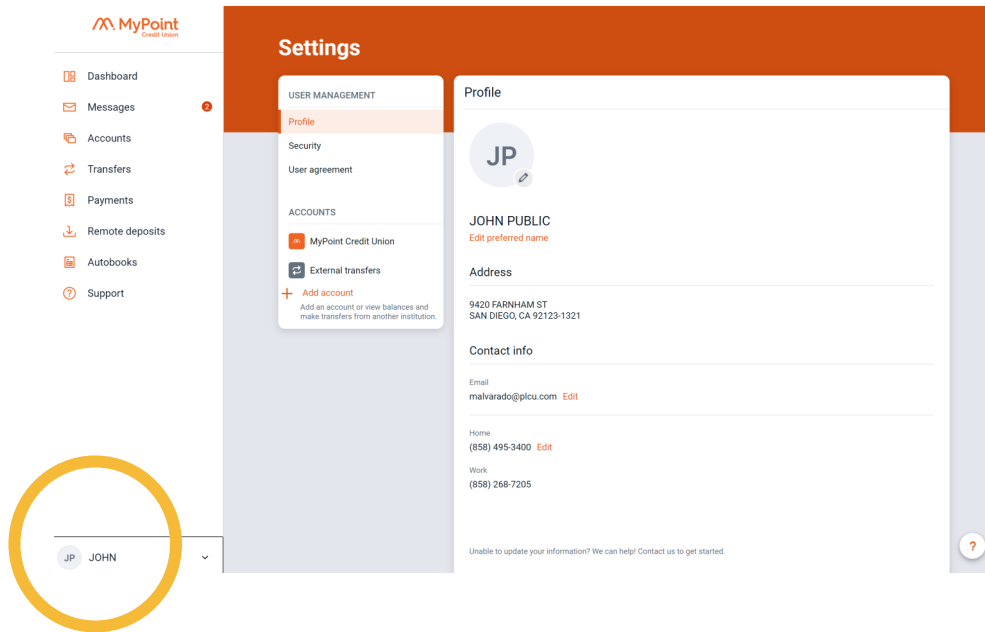 MyPoint
Credit Union
Dashboard
Messages
2
Accounts
Transfers
Payments
Remote deposits
Autobooks
Support
JP
JOHN
Settings
USER MANAGEMENT
Profile
Security
User agreement
ACCOUNTS
MyPoint Credit Union
External transfers
Add account
Add an account or view balances and
make transfers from another institution.
Profile
JP
JOHN PUBLIC
Edit preferred name
Address
9420 FARNHAM ST
SAN DIEGO, CA 92123-1321
Contact info
Email
malvarado@plcu.com Edit
Home
(858) 495-3400 Edit
Work
(858) 268-7205
Unable to update your information? We can help! Contact us to get started.
?